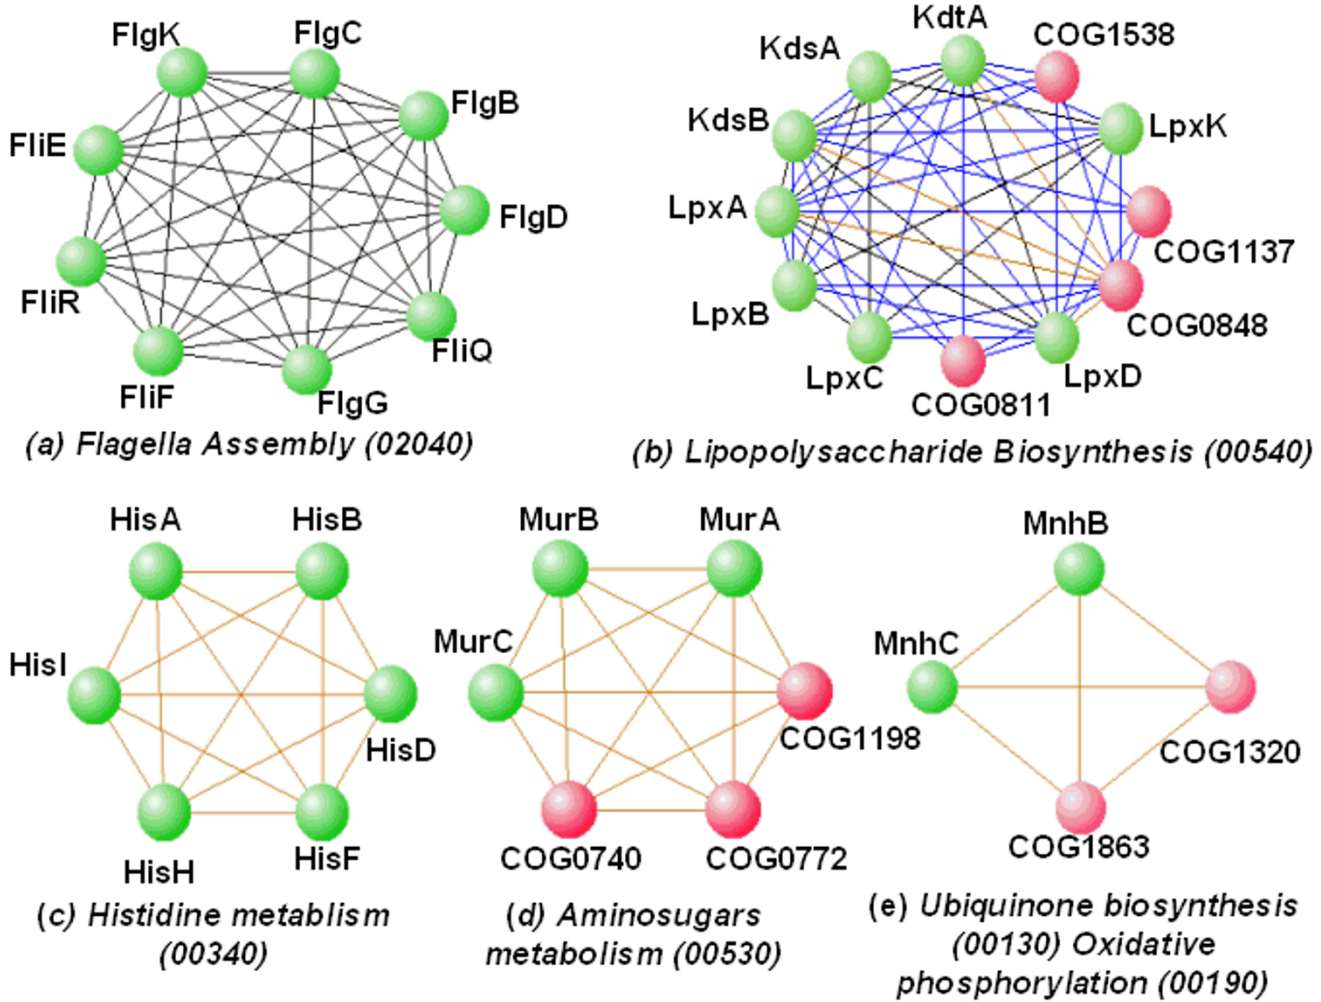 FlgK
FlgC
FlgB
FliE
FlgD
FliR
FliQ
FliF
FlgG
(a) Flagella Assembly (02040)
KdtA
COG1538
KdsA
KdsB
LpxK
LpxA
COG1137
LpxB
COG0848
LpxC
LpxD
COG0811
(b) Lipopolysaccharide Biosynthesis (00540)
HisA
HisB
HisI
HisD
HisH
HisF
(c) Histidine metablism
(00340)
MurB
MurA
MurC
COG1198
COG0740
COG0772
(d) Aminosugars
metabolism (00530)
MnhB
MnhC
COG1320
COG1863
(e) Ubiquinone biosynthesis
(00130) Oxidative
phosphorylation (00190)